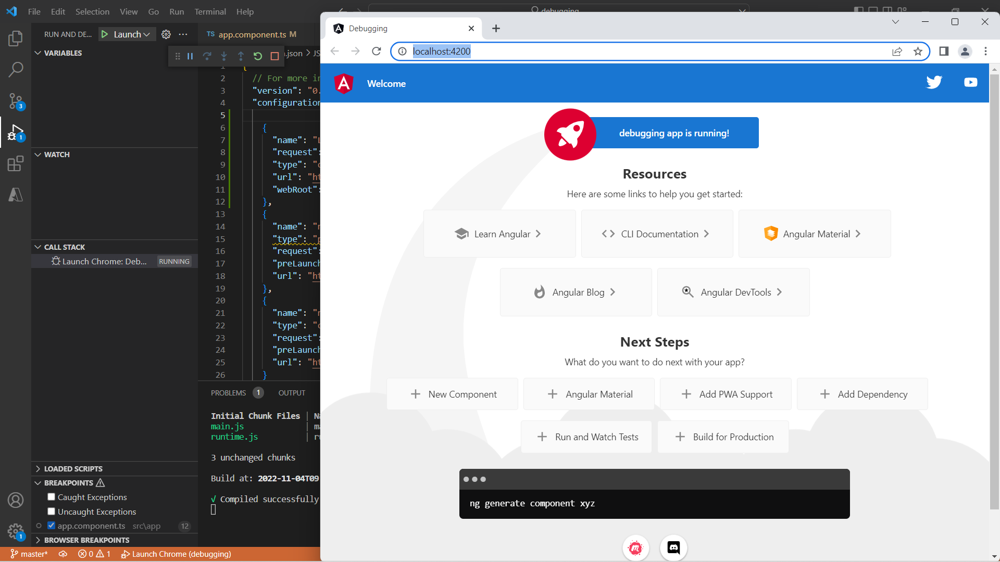 File Edit Selection View Go Run Terminal Help
debugging
RUN AND DE... Launch
VARIABLES
WATCH
CALL STACK
Launch Chrome: Deb... RUNNING
LOADED SCRIPTS
BREAKPOINTS
Caught Exceptions
Uncaught Exceptions
app.component.ts src\app 12
BROWSER BREAKPOINTS
3
1
1
TS app.component.ts M
.json > JS
1 {
2 // For more in
3 "version": "0.
4 "configuration
5
6 {
7 "name": "L
8 "request":
9 "type": "c
10 "url": "ht
11 "webRoot":
12 },
13 {
14 "name": "n
15 "type": "p
16 "request":
17 "preLaunch
18 "url": "ht
19 },
20 {
21 "name": "n
22 "type": "c
23 "request":
24 "preLaunch
25 "url": "ht
26 }
PROBLEMS 1 OUTPUT
Initial Chunk Files | Na
main.js | ma
runtime.js | ru
3 unchanged chunks
Build at: 2022-11-04T09
√ Compiled successfully
master* 0 1 Launch Chrome (debugging)
Debugging
localhost:4200
Welcome
debugging app is running!
Resources
Here are some links to help you get started:
Learn Angular
CLI Documentation
Angular Material
Angular Blog
Angular DevTools
Next Steps
What do you want to do next with your app?
New Component
Angular Material
Add PWA Support
Add Dependency
Run and Watch Tests
Build for Production
ng generate component xyz